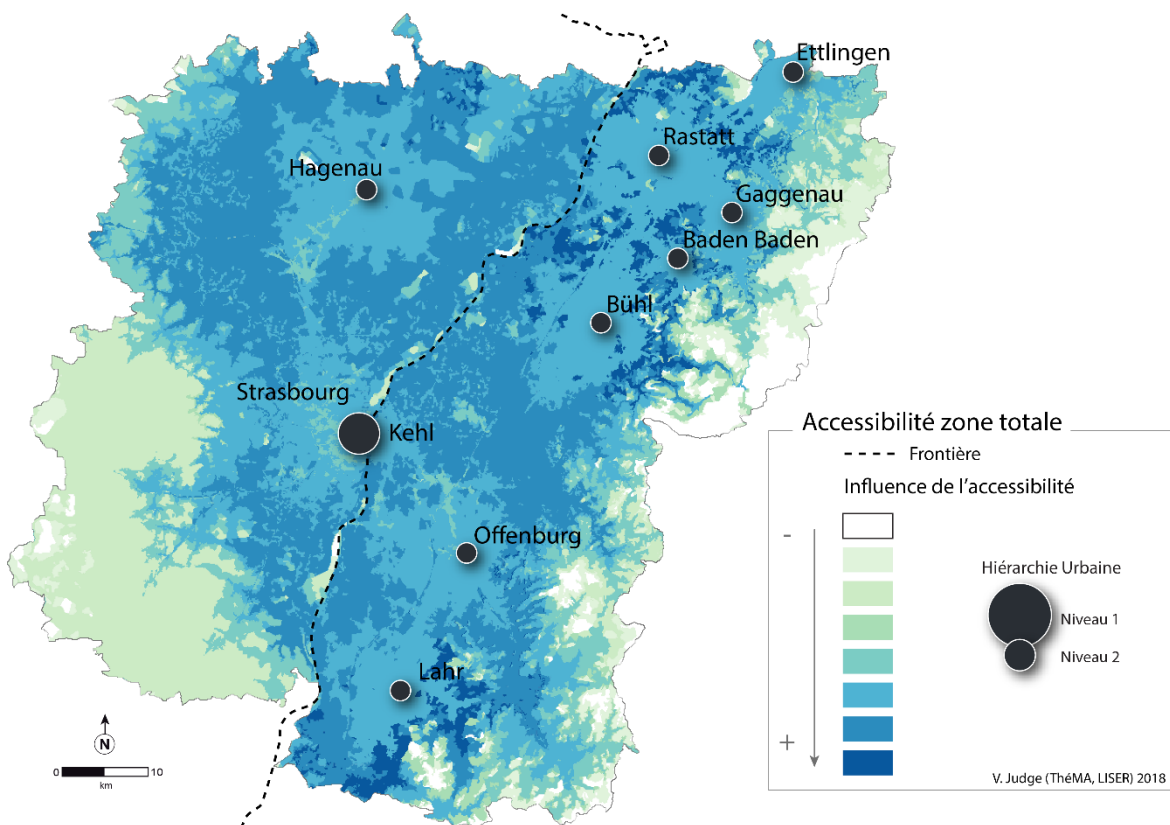 Ettlingen
Rastatt
Hagenau
Gaggenau
Baden Baden
Bühl
Strasbourg
Kehl
Offenburg
Lahr
N
0 10
km
Accessibilité zone totale
Frontière
Influence de l'accessibilité
-
+
Hiérarchie Urbaine
Niveau 1
Niveau 2
V. Judge (ThéMA, LISER) 2018